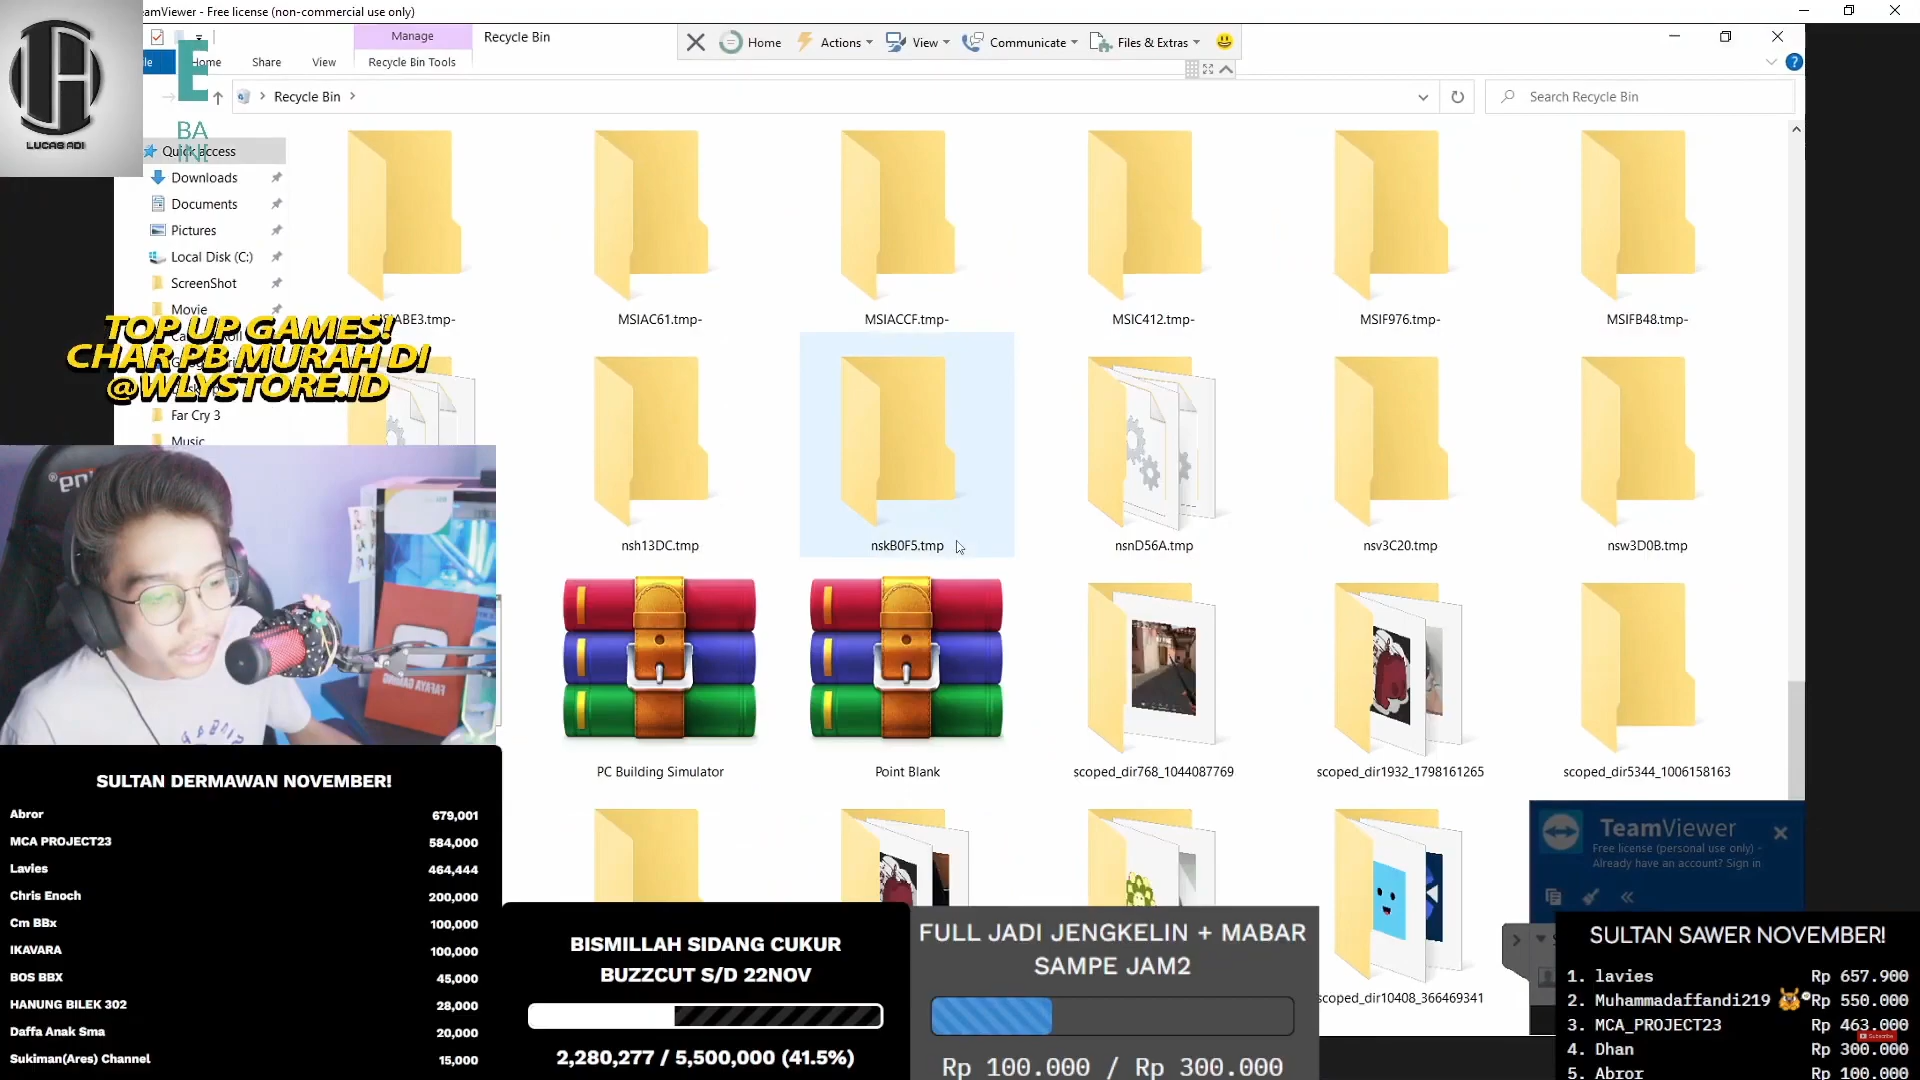 TeamViewer - Free license (non-commercial use only)
Manage
Recycle Bin
Home
Share
View
Recycle Bin Tools
Home
Actions
View
Communicate
Files & Extras
Recycle Bin
Search Recycle Bin
LUCAS ADI
E
BA
IN
Quick access
Downloads
Documents
Pictures
Local Disk (C:)
ScreenShot
Movie
Far Cry 3
Music
TOP UP GAMES!
CHAR PB MURAH DI
@WLYSTORE.ID
MSIABE3.tmp-
MSIAC61.tmp-
MSIACCF.tmp-
MSIC412.tmp-
MSIF976.tmp-
MSIFB48.tmp-
nsh13DC.tmp
nskB0F5.tmp
nsnD56A.tmp
nsv3C20.tmp
nsw3D0B.tmp
PC Building Simulator
Point Blank
scoped_dir768_1044087769
scoped_dir1932_1798161265
scoped_dir5344_1006158163
scoped_dir10408_366469341
SULTAN DERMAWAN NOVEMBER!
Abror 679,001
MCA PROJECT23 584,000
Lavies 464,444
Chris Enoch 200,000
Cm BBx 100,000
IKAVARA 100,000
BOS BBX 45,000
HANUNG BILEK 302 28,000
Daffa Anak Sma 20,000
Sukiman(Ares) Channel 15,000
BISMILLAH SIDANG CUKUR
BUZZCUT S/D 22NOV
2,280,277 / 5,500,000 (41.5%)
FULL JADI JENGKELIN + MABAR
SAMPE JAM2
Rp 100.000 / Rp 300.000
TeamViewer
Free license (personal use only) -
Already have an account? Sign in
SULTAN SAWER NOVEMBER!
1. lavies Rp 657.900
2. Muhammadaffandi219 Rp 550.000
3. MCA_PROJECT23 Rp 463.000
4. Dhan Rp 300.000
5. Abror Rp 100.000
Subscribe